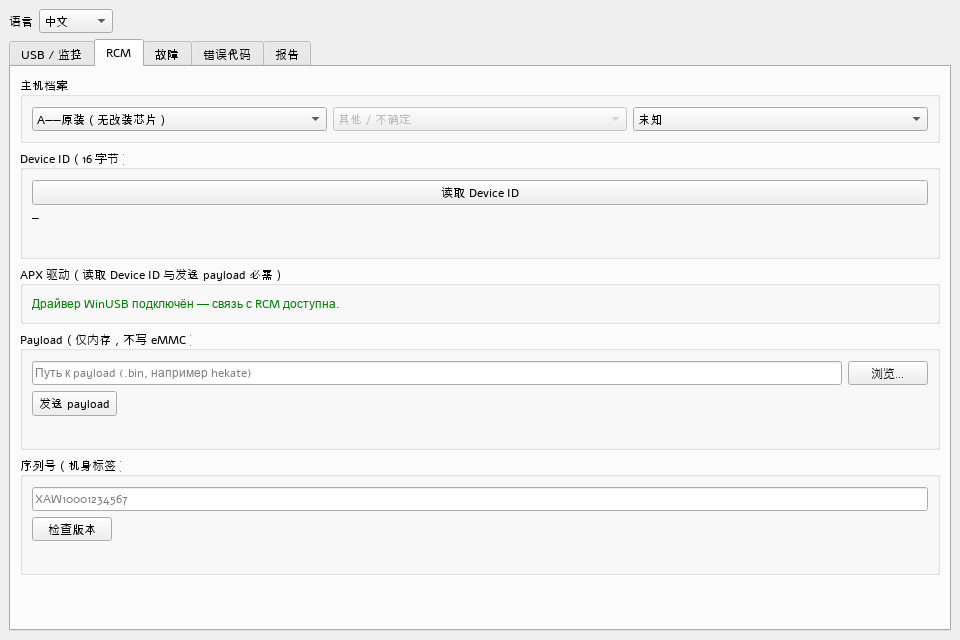 语言 中文
USB / 监控 RCM 故障 错误代码 报告
主机档案
A——原装（无改装芯片） 其他 / 不确定 未知
Device ID（16 字节
读取 Device ID
—
APX 驱动（读取 Device ID 与发送 payload 必需）
Драйвер WinUSB подключён — связь с RCM доступна.
Payload（仅内存，不写 eMMC
Путь к payload (.bin, например hekate) 浏览...
发送 payload
序列号（机身标签
XAW10001234567
检查版本